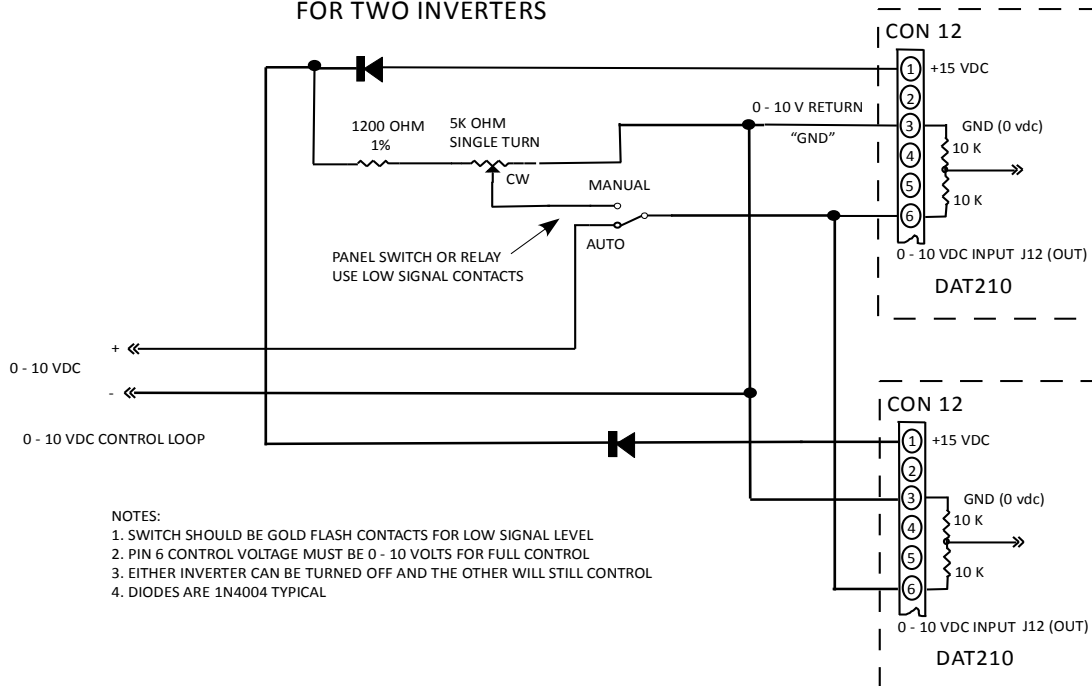 FOR TWO INVERTERS
CON 12
1
+15 VDC
2
0 - 10 V RETURN
3
GND (0 vdc)
“GND”
1200 OHM
1%
5K OHM
SINGLE TURN
10 K
4
CW
5
MANUAL
10 K
6
AUTO
PANEL SWITCH OR RELAY
USE LOW SIGNAL CONTACTS
0 - 10 VDC INPUT J12 (OUT)
DAT210
+
0 - 10 VDC
-
0 - 10 VDC CONTROL LOOP
CON 12
1
+15 VDC
2
3
GND (0 vdc)
10 K
4
5
10 K
6
0 - 10 VDC INPUT J12 (OUT)
DAT210
NOTES:
1. SWITCH SHOULD BE GOLD FLASH CONTACTS FOR LOW SIGNAL LEVEL
2. PIN 6 CONTROL VOLTAGE MUST BE 0 - 10 VOLTS FOR FULL CONTROL
3. EITHER INVERTER CAN BE TURNED OFF AND THE OTHER WILL STILL CONTROL
4. DIODES ARE 1N4004 TYPICAL